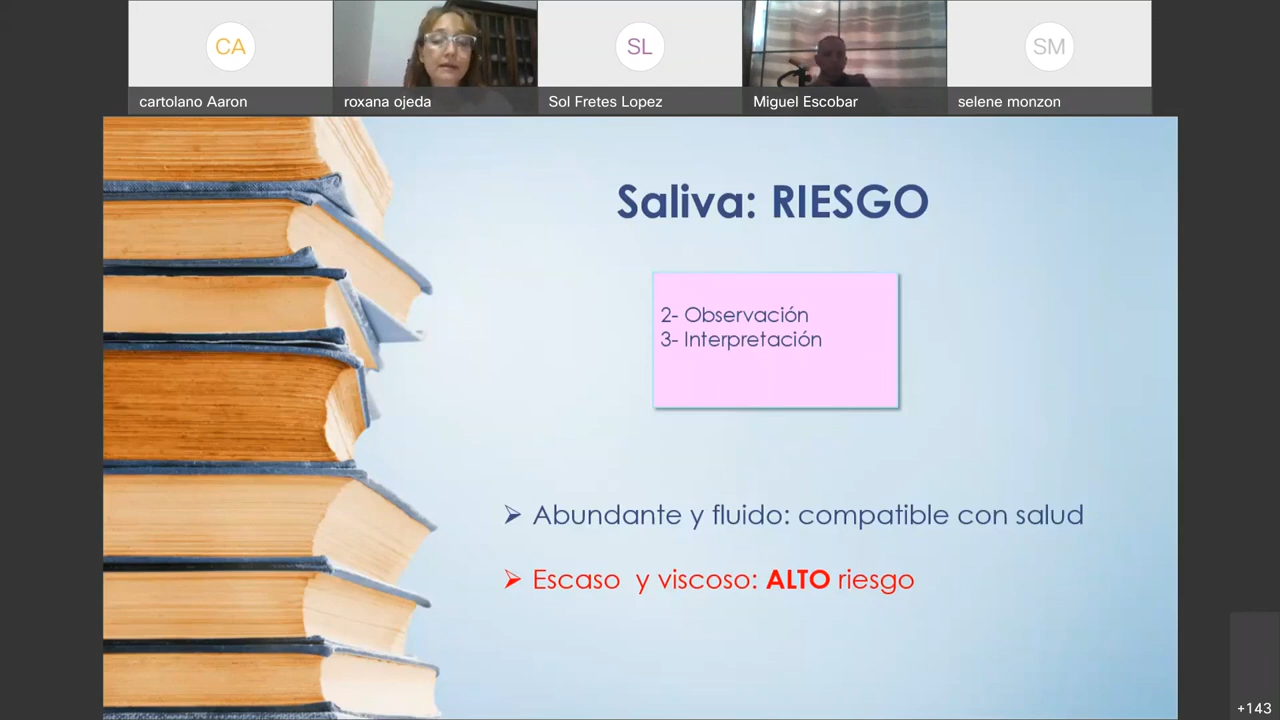 CA
SL
SM
cartolano Aaron
roxana ojeda
Sol Fretes Lopez
Miguel Escobar
selene monzon
Saliva: RIESGO
2- Observación
3- Interpretación
➢ Abundante y fluido: compatible con salud
➢ Escaso y viscoso: ALTO riesgo
+143